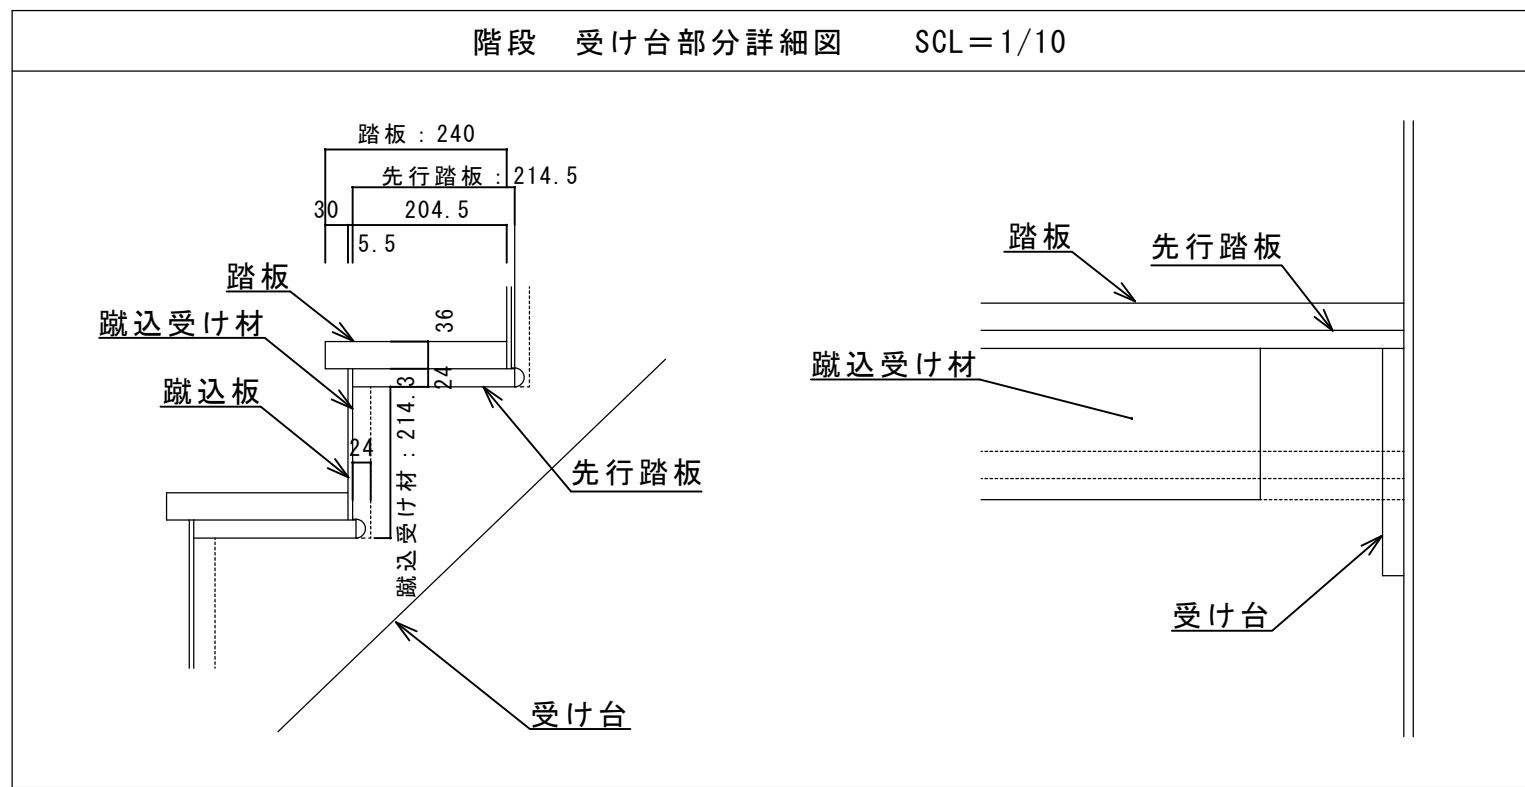 階段　受け台部分詳細図　　SCL＝1/10
踏板：240
先行踏板：214.5
30
204.5
5.5
踏板
蹴込受け材
蹴込板
36
24
24
蹴込受け材：214.3
先行踏板
受け台
踏板
先行踏板
蹴込受け材
受け台